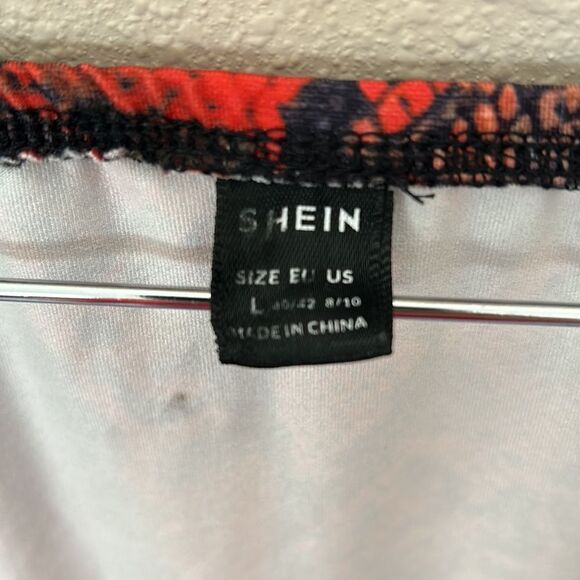 SHEIN
SIZE EU US
L 40/42 8/10
MADE IN CHINA